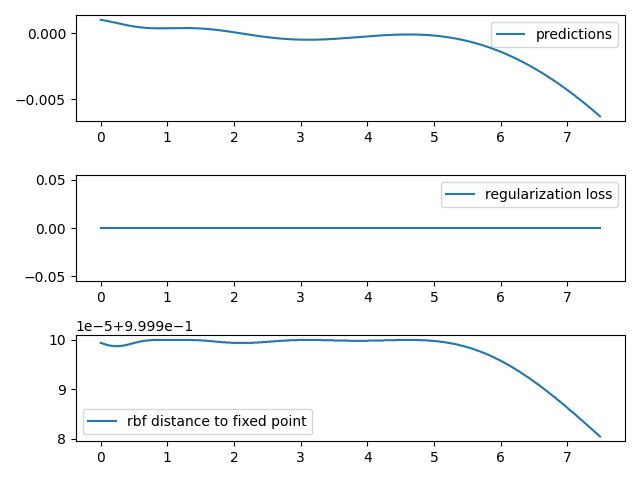 0.000
−0.005
predictions
0 1 2 3 4 5 6 7
0.05
0.00
−0.05
regularization loss
0 1 2 3 4 5 6 7
1e−5+9.999e−1
10
9
8
rbf distance to fixed point
0 1 2 3 4 5 6 7